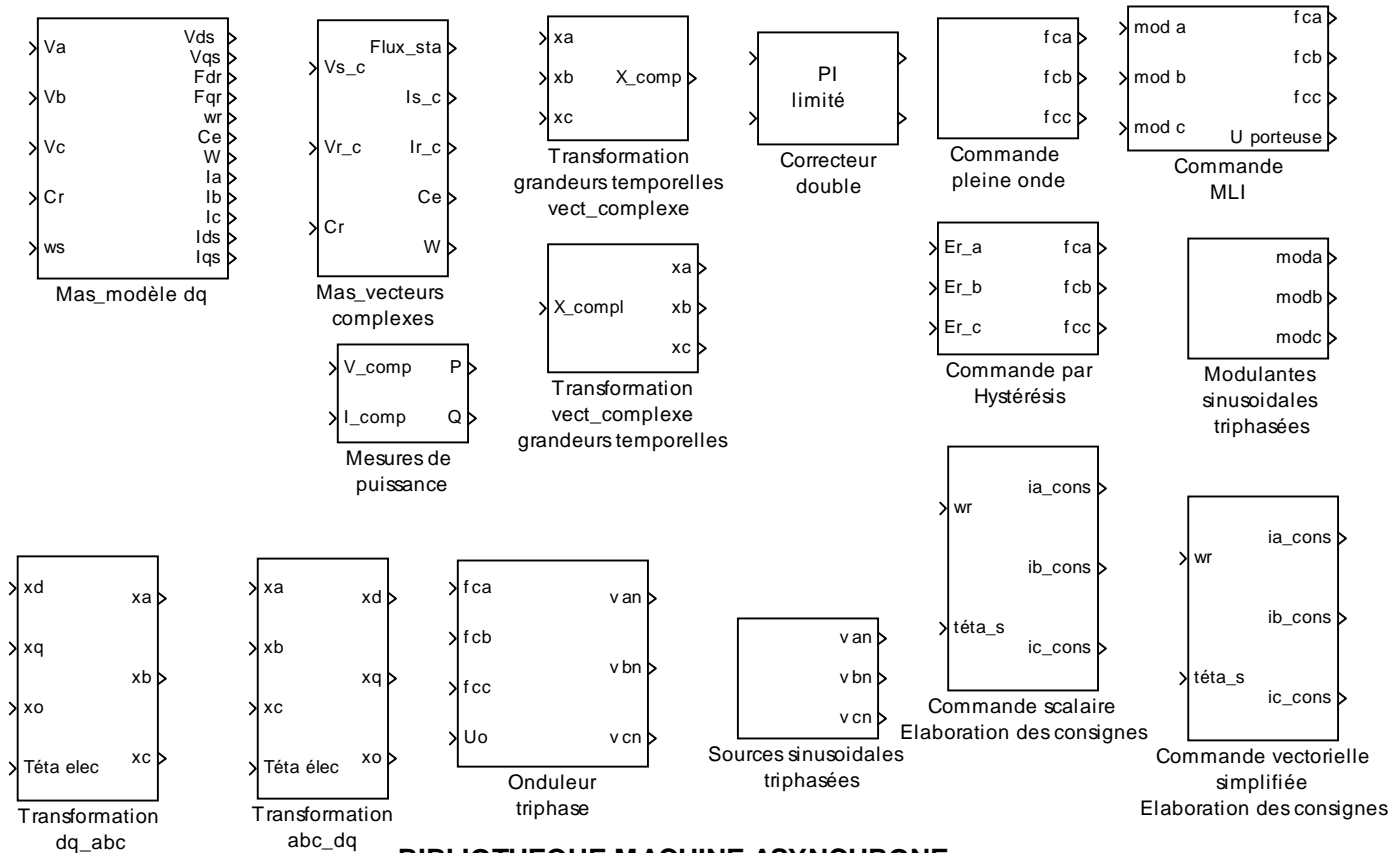 Va
Vb
Vc
Cr
ws
Vds
Vqs
Fdr
Fqr
wr
Ce
W
Ia
Ib
Ic
Ids
Iqs
Mas_modèle dq
Vs_c
Vr_c
Cr
Flux_sta
Is_c
Ir_c
Ce
W
Mas_vecteurs
complexes
xa
xb
xc
X_comp
Transformation
grandeurs temporelles
vect_complexe
PI
limité
Correcteur
double
fca
fcb
fcc
Commande
pleine onde
mod a
mod b
mod c
fca
fcb
fcc
U porteuse
Commande
MLI
V_comp
I_comp
P
Q
Mesures de
puissance
X_compl
xa
xb
xc
Transformation
vect_complexe
grandeurs temporelles
Er_a
Er_b
Er_c
fca
fcb
fcc
Commande par
Hystérésis
moda
modb
modc
Modulantes
sinusoidales
triphasées
xd
xq
xo
Téta elec
xa
xb
xc
Transformation
dq_abc
xa
xb
xc
Téta élec
xd
xq
xo
Transformation
abc_dq
fca
fcb
fcc
Uo
van
vbn
vcn
Onduleur
triphase
van
vbn
vcn
Sources sinusoidales
triphasées
wr
téta_s
ia_cons
ib_cons
ic_cons
Commande scalaire
Elaboration des consignes
wr
téta_s
ia_cons
ib_cons
ic_cons
Commande vectorielle
simplifiée
Elaboration des consignes
BIBLIOTHEQUE MACHINE ASYNCHRONE